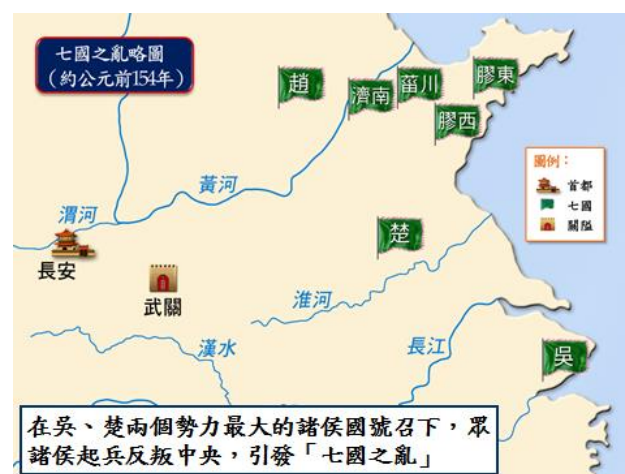 七國之亂略圖
（約公元前154年）
趙
濟南
菑川
膠東
膠西
圖例：
首都
七國
關隘
黃河
渭河
長安
武關
楚
淮河
漢水
長江
吳
在吳、楚兩個勢力最大的諸侯國號召下，眾
諸侯起兵反叛中央，引發「七國之亂」